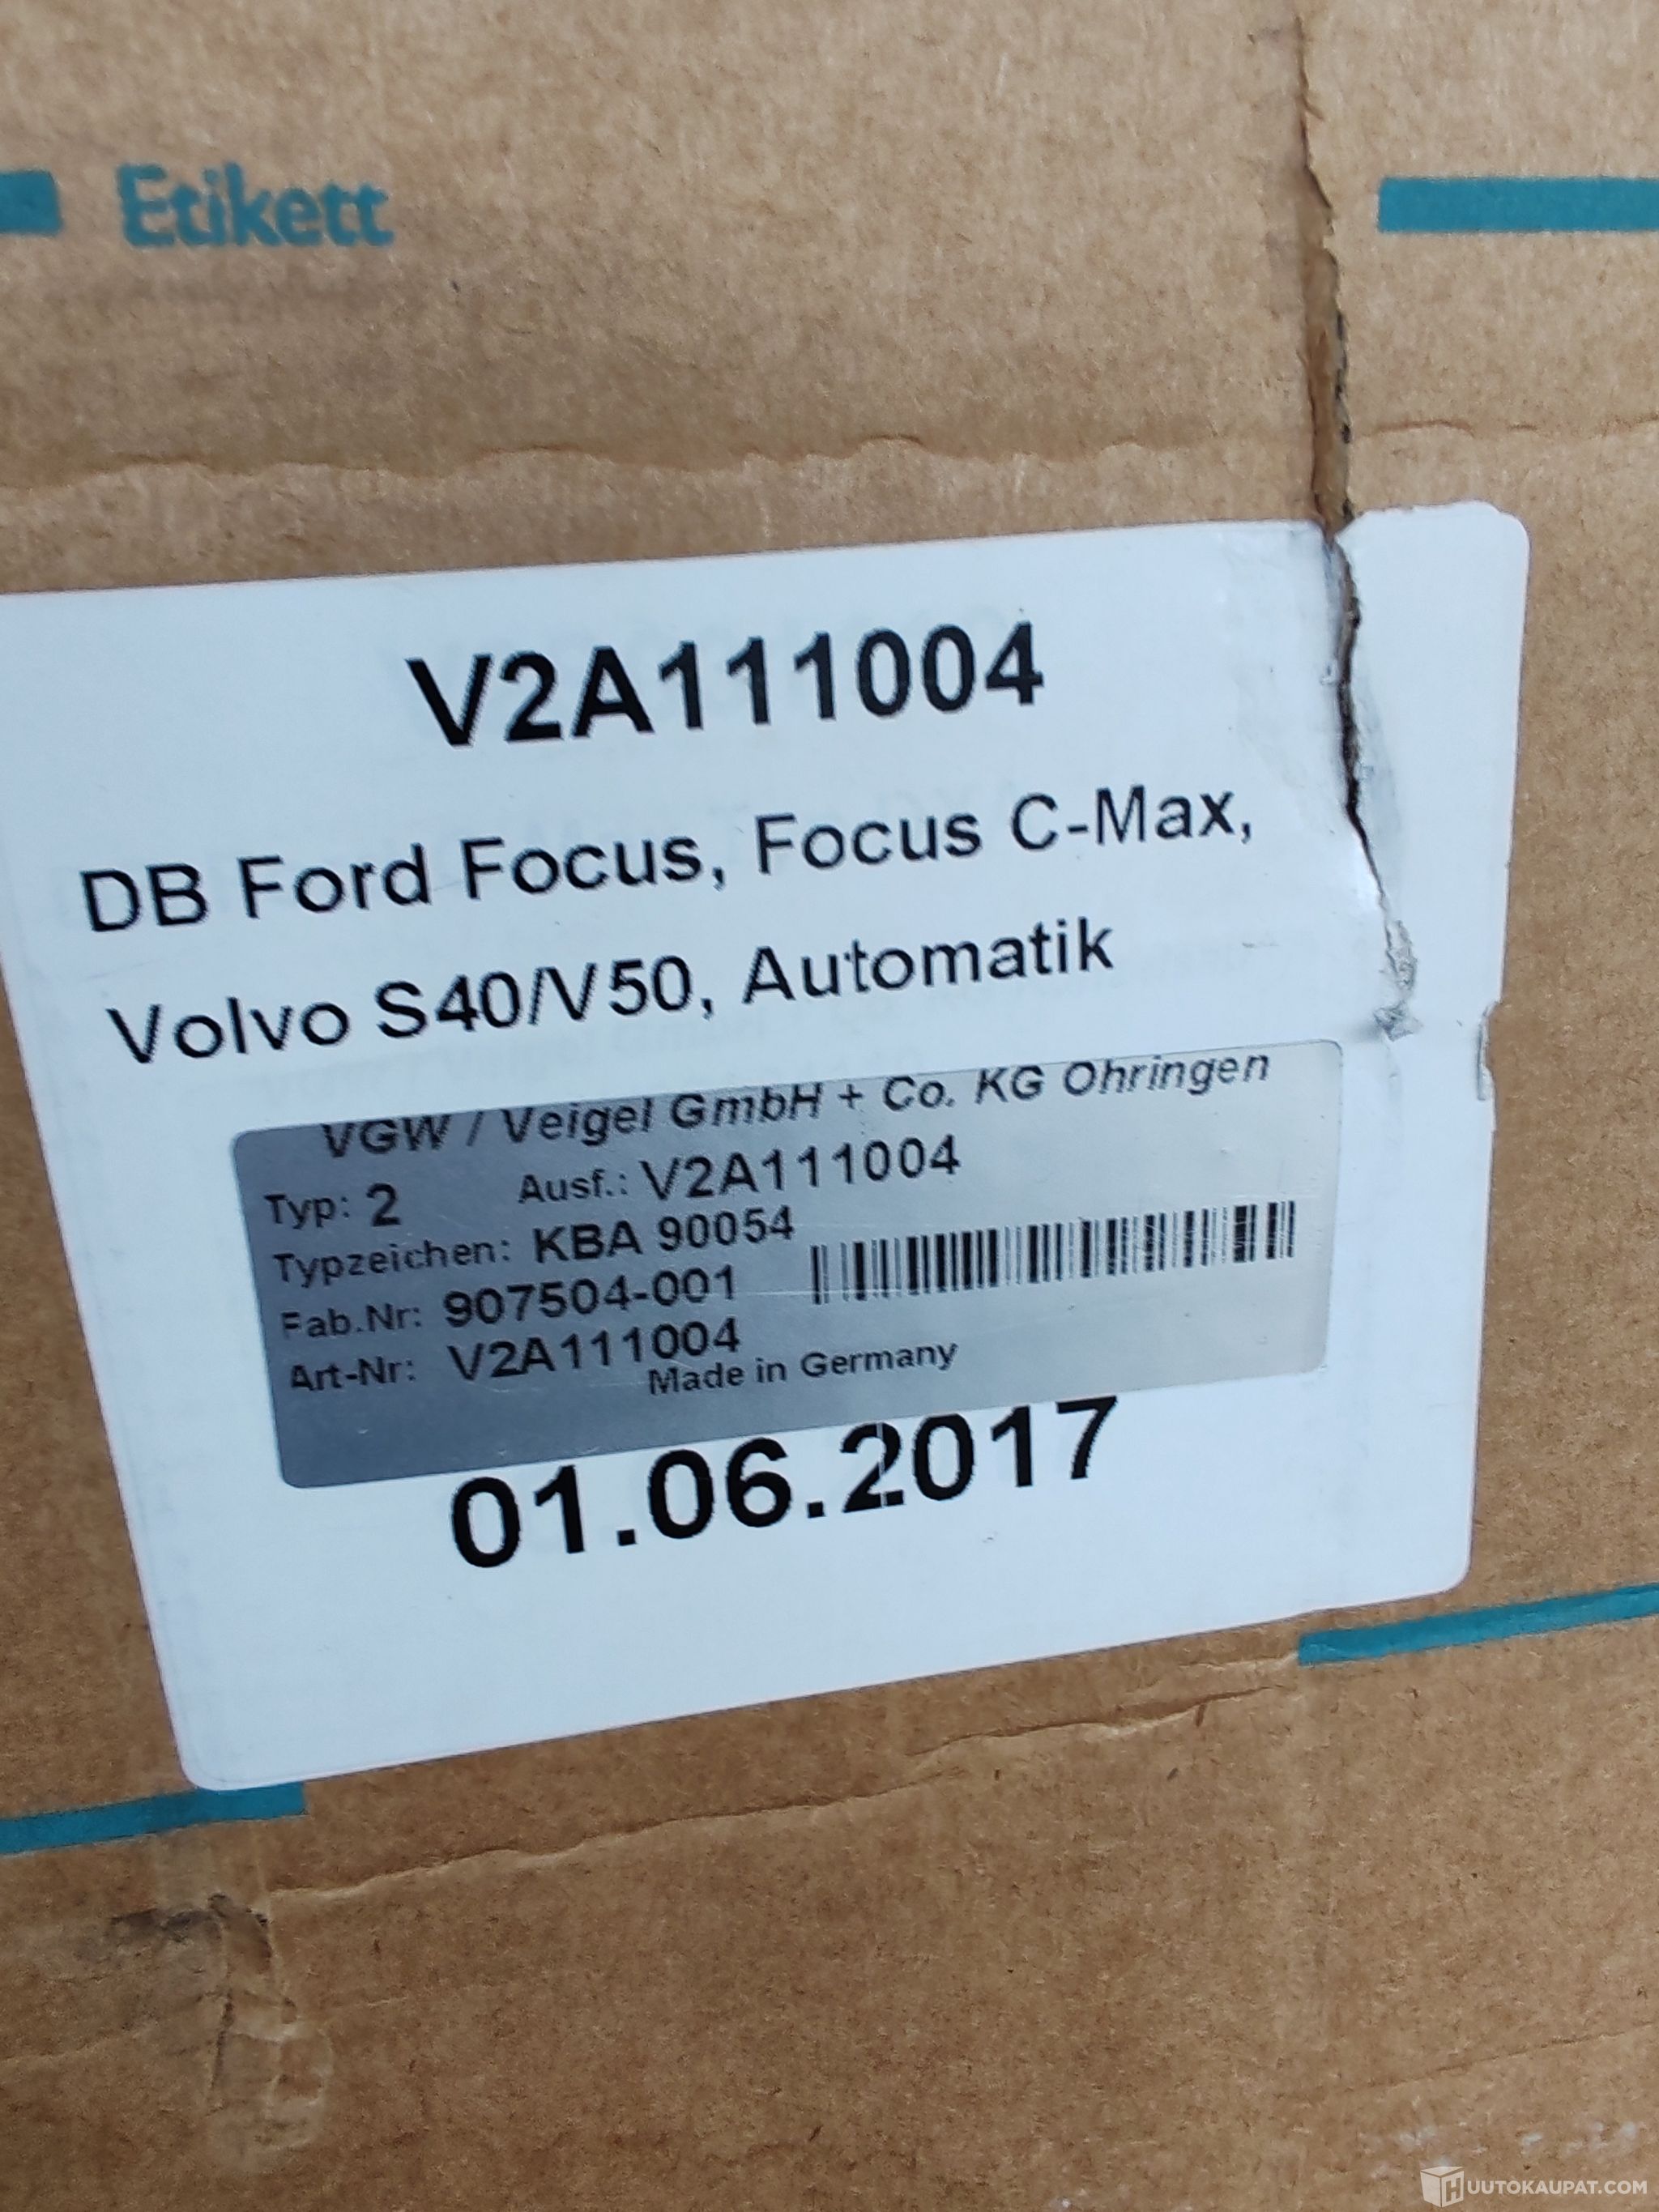 Etikett
V2A111004
DB Ford Focus, Focus C-Max,
Volvo S40/V50, Automatik
VGW / Veigel GmbH + Co. KG Öhringen
Typ: 2 Ausf.: V2A111004
Typzeichen: KBA 90054
Fab.Nr: 907504-001
Art-Nr: V2A111004
Made in Germany
01.06.2017
HUUTOKAUPAT.COM